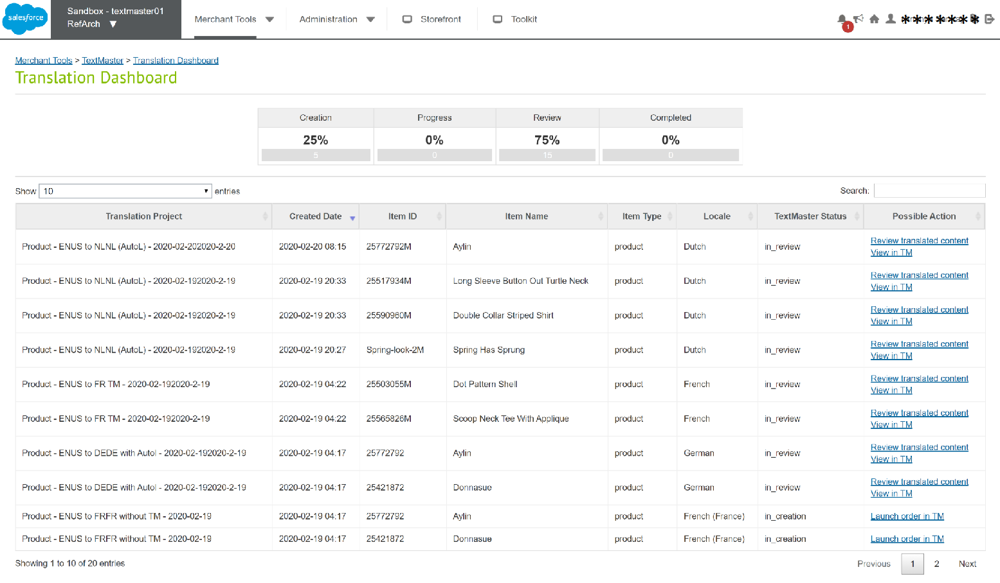 salesforce
Sandbox - textmaster01
RefArch
Merchant Tools
Administration
Storefront
Toolkit
1
Merchant Tools > TextMaster > Translation Dashboard
Translation Dashboard
Creation Progress Review Completed
25% 0% 75% 0%
5 0 15 0
Show 10 entries
Search:
Translation Project Created Date Item ID Item Name Item Type Locale TextMaster Status Possible Action
Product - ENUS to NLNL (AutoL) - 2020-02-202020-2-20 2020-02-20 08:15 25772792M Aylin product Dutch in_review Review translated content
View in TM
Product - ENUS to NLNL (AutoL) - 2020-02-192020-2-19 2020-02-19 20:33 25517934M Long Sleeve Button Out Turtle Neck product Dutch in_review Review translated content
View in TM
Product - ENUS to NLNL (AutoL) - 2020-02-192020-2-19 2020-02-19 20:33 25590960M Double Collar Striped Shirt product Dutch in_review Review translated content
View in TM
Product - ENUS to NLNL (AutoL) - 2020-02-192020-2-19 2020-02-19 20:27 Spring-look-2M Spring Has Sprung product Dutch in_review Review translated content
View in TM
Product - ENUS to FR TM - 2020-02-192020-2-19 2020-02-19 04:22 25503055M Dot Pattern Shell product French in_review Review translated content
View in TM
Product - ENUS to FR TM - 2020-02-192020-2-19 2020-02-19 04:22 25565826M Scoop Neck Tee With Applique product French in_review Review translated content
View in TM
Product - ENUS to DEDE with Autol - 2020-02-192020-2-19 2020-02-19 04:17 25772792 Aylin product German in_review Review translated content
View in TM
Product - ENUS to DEDE with Autol - 2020-02-192020-2-19 2020-02-19 04:17 25421872 Donnasue product German in_review Review translated content
View in TM
Product - ENUS to FRFR without TM - 2020-02-19 2020-02-19 04:17 25772792 Aylin product French (France) in_creation Launch order in TM
Product - ENUS to FRFR without TM - 2020-02-19 2020-02-19 04:17 25421872 Donnasue product French (France) in_creation Launch order in TM
Showing 1 to 10 of 20 entries
Previous 1 2 Next